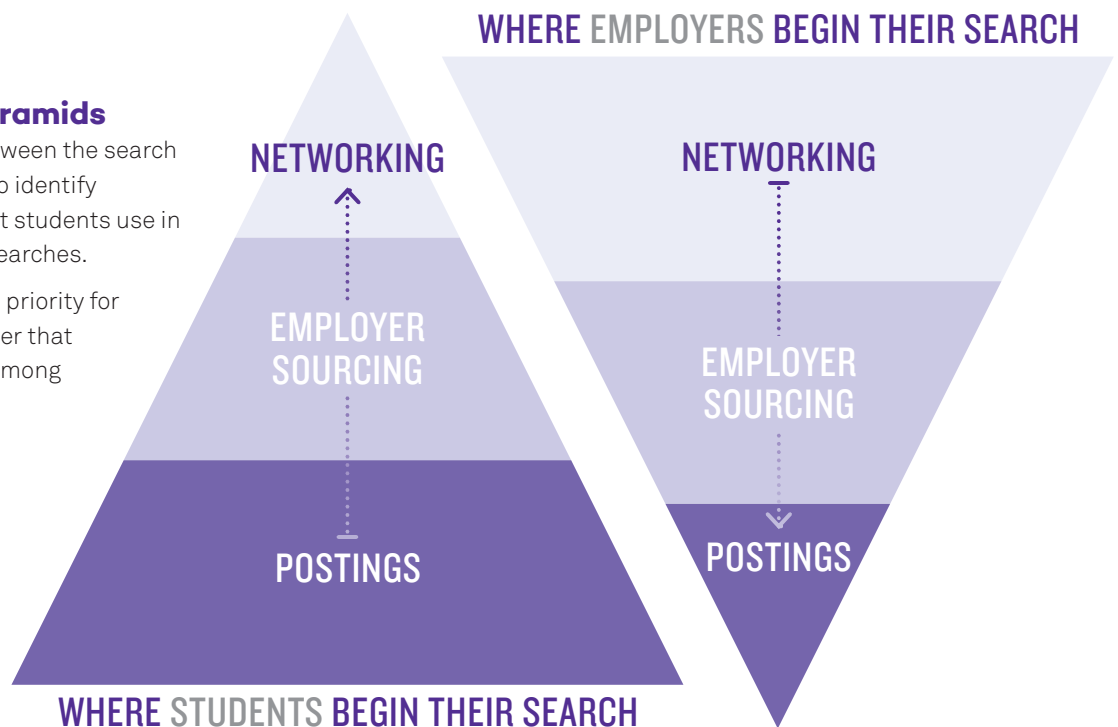 WHERE EMPLOYERS BEGIN THEIR SEARCH
ramids
ween the search
o identify
t students use in
earches.
priority for
er that
mong
NETWORKING
EMPLOYER
SOURCING
POSTINGS
WHERE STUDENTS BEGIN THEIR SEARCH
NETWORKING
EMPLOYER
SOURCING
POSTINGS